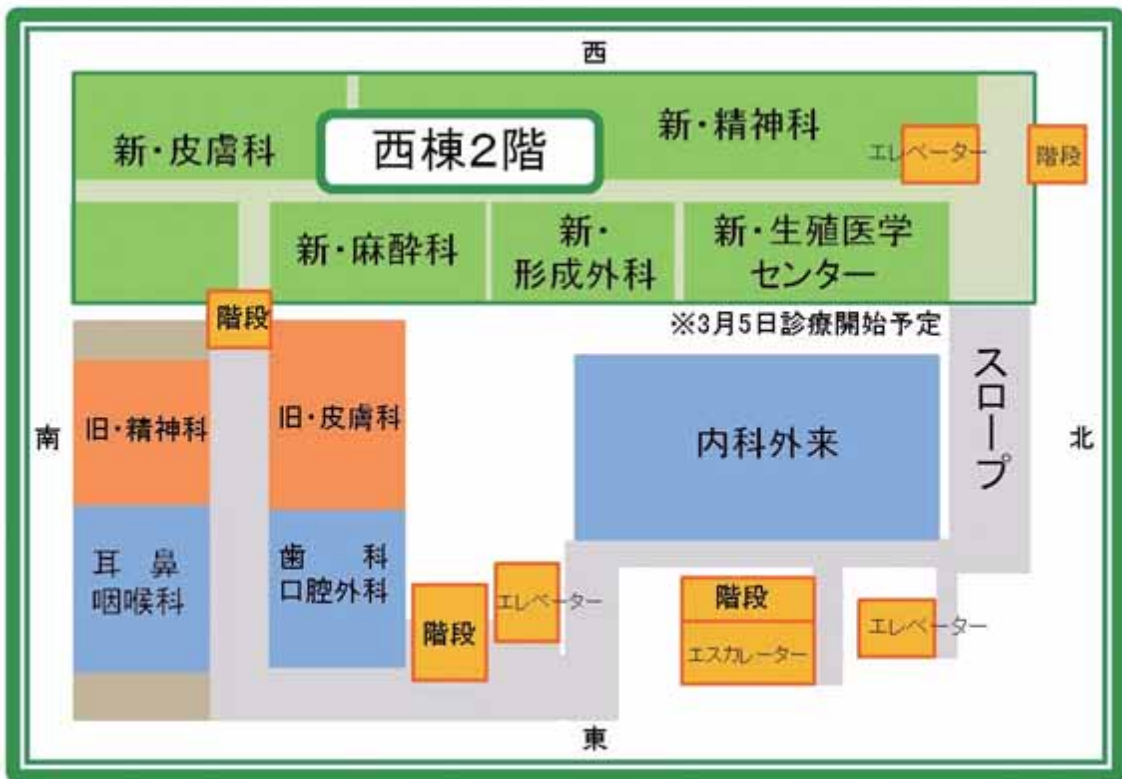 西
新・皮膚科
西棟2階
新・精神科
エレベーター
階段
新・麻酔科
新・
形成外科
新・生殖医学
センター
階段
※3月5日診療開始予定
スロープ
南
旧・精神科
旧・皮膚科
内科外来
北
耳 鼻
咽喉科
歯 科
口腔外科
階段
エレベーター
階段
エスカレーター
エレベーター
東